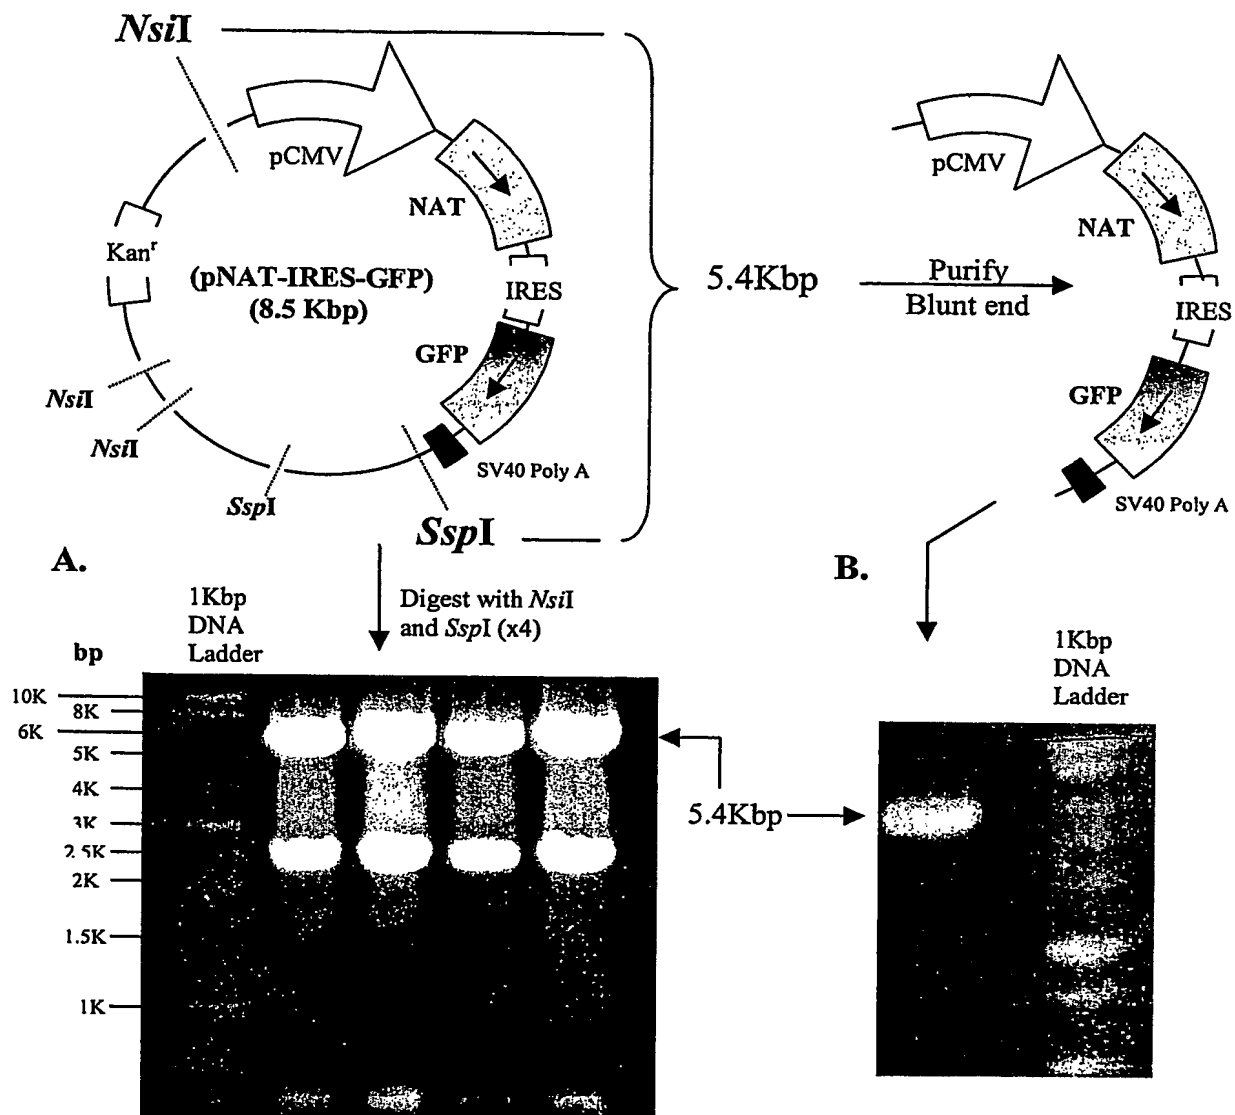 NsiI
pCMV
NAT
Kanʳ
(pNAT-IRES-GFP)
(8.5 Kbp)
IRES
GFP
NsiI
NsiI
SspI
SV40 Poly A
SspI
5.4Kbp
Purify
Blunt end
pCMV
NAT
IRES
GFP
SV40 Poly A
A.
Digest with NsiI
and SspI (x4)
1Kbp
DNA
Ladder
bp
10K
8K
6K
5K
4K
3K
2.5K
2K
1.5K
1K
5.4Kbp
B.
1Kbp
DNA
Ladder